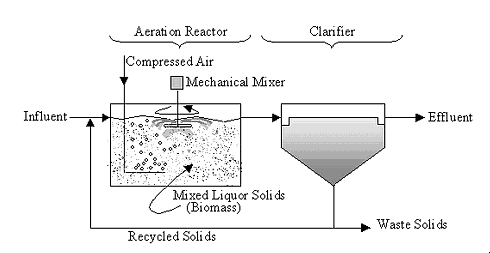 Aeration Reactor
Clarifier
Compressed Air
Mechanical Mixer
Influent
Effluent
Mixed Liquor Solids
(Biomass)
Waste Solids
Recycled Solids